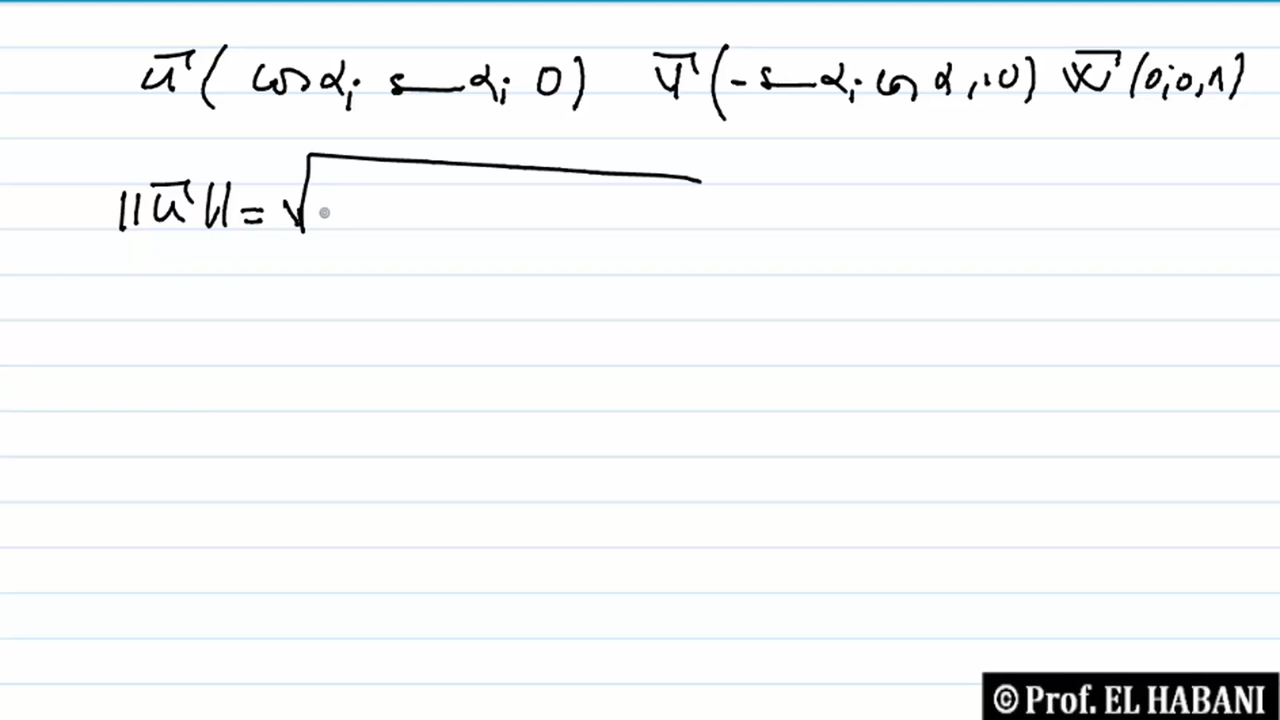 u⃗ ( cos α; sin α; 0) v⃗ (-sin α; cos α; 0) w⃗ (0; 0, 1)
||u⃗|| = √
© Prof. EL HABANI